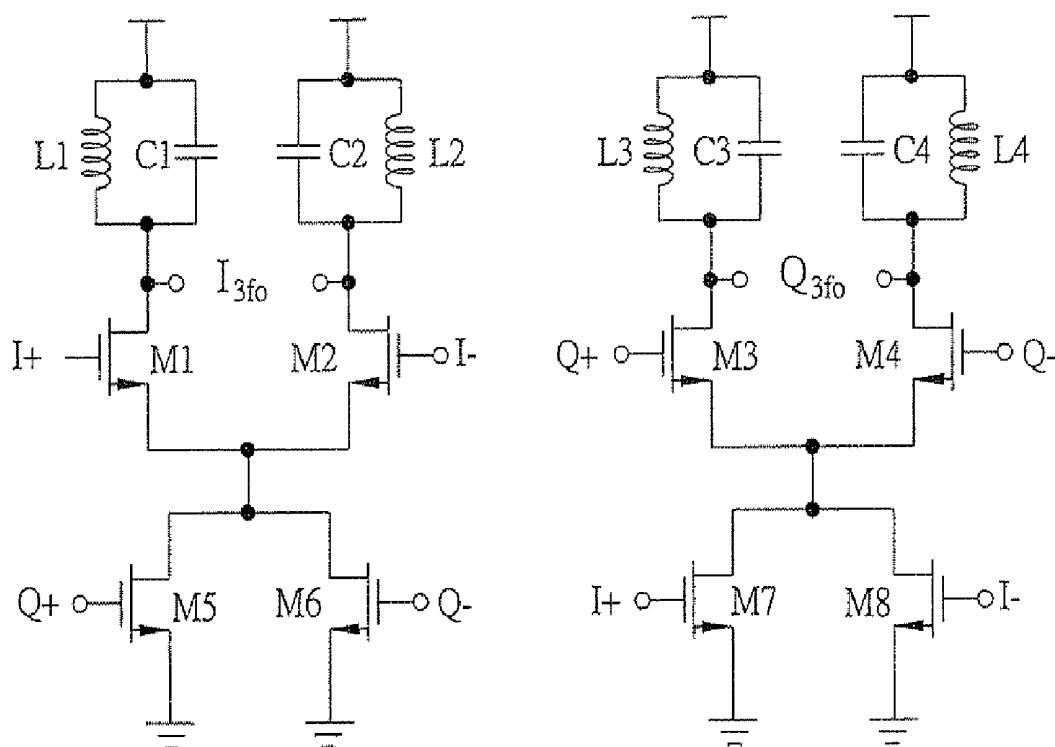 L1 C1 C2 L2 L3 C3 C4 L4
I3fo Q3fo
I+ M1 M2 I- Q+ M3 M4 Q-
Q+ M5 M6 Q- I+ M7 M8 I-